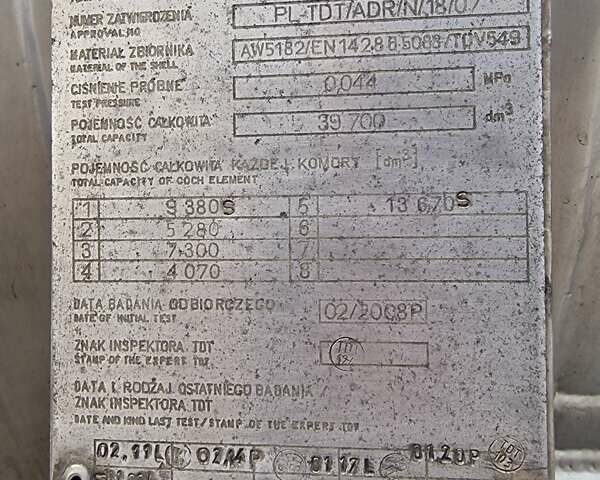 NUMER ZATWIERDZENIA PL-TDT/ADR/N/18/07
APPROVAL NO
MATERIAŁ ZBIORNIKA AW5182/EN14286
MATERIAL OF THE SHELL
CIŚNIENIE PRÓBNE 0,044 MPa
TEST PRESSURE
POJEMNOŚĆ CAŁKOWITA 39 700 dm³
TOTAL CAPACITY
POJEMNOŚĆ CAŁKOWITA KAŻDEJ KOMORY [dm³]
TOTAL CAPACITY OF COCH ELEMENT
1 9 380S 5 13 670S
2 5 280 6
3 7 300 7
4 4 070 8
DATA BADANIA ODBIORCZEGO 02/2008P
DATE OF INITIAL TEST
ZNAK INSPEKTORA TDT
STAMP OF THE EXPERT TDT
DATA I RODZAJ OSTATNIEGO BADANIA /
ZNAK INSPEKTORA TDT
DATE AND KIND LAST TEST/STAMP OF THE EXPERT TDT
02,11L 02,14P 01 17L 01.20P